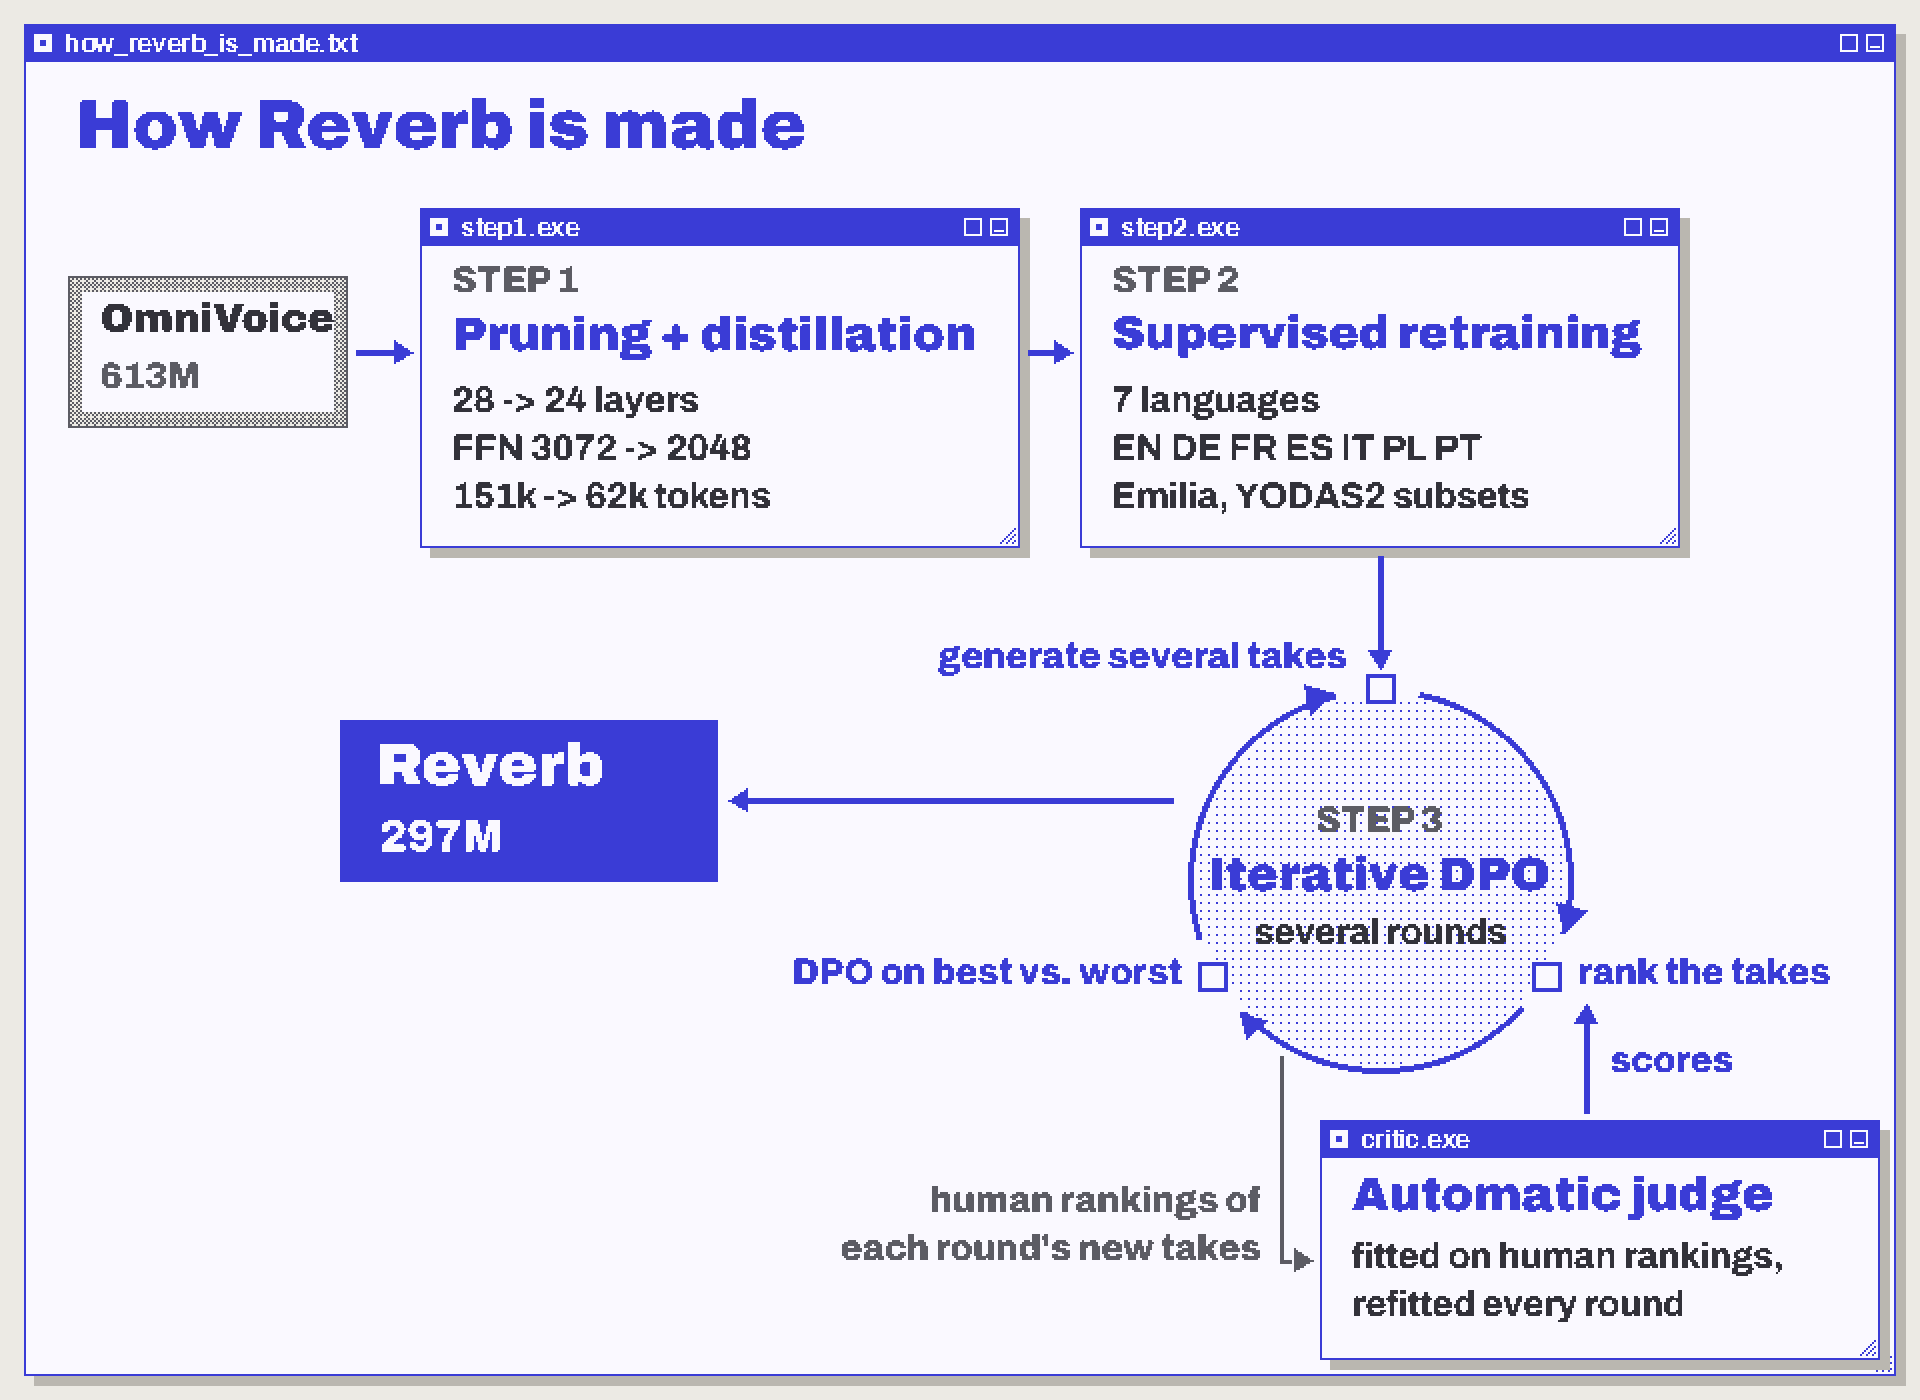 how_reverb_is_made.txt
How Reverb is made
OmniVoice
613M
step1.exe
STEP 1
Pruning + distillation
28 -> 24 layers
FFN 3072 -> 2048
151k -> 62k tokens
step2.exe
STEP 2
Supervised retraining
7 languages
EN DE FR ES IT PL PT
Emilia, YODAS2 subsets
generate several takes
STEP 3
Iterative DPO
several rounds
rank the takes
DPO on best vs. worst
Reverb
297M
scores
human rankings of
each round's new takes
critic.exe
Automatic judge
fitted on human rankings,
refitted every round